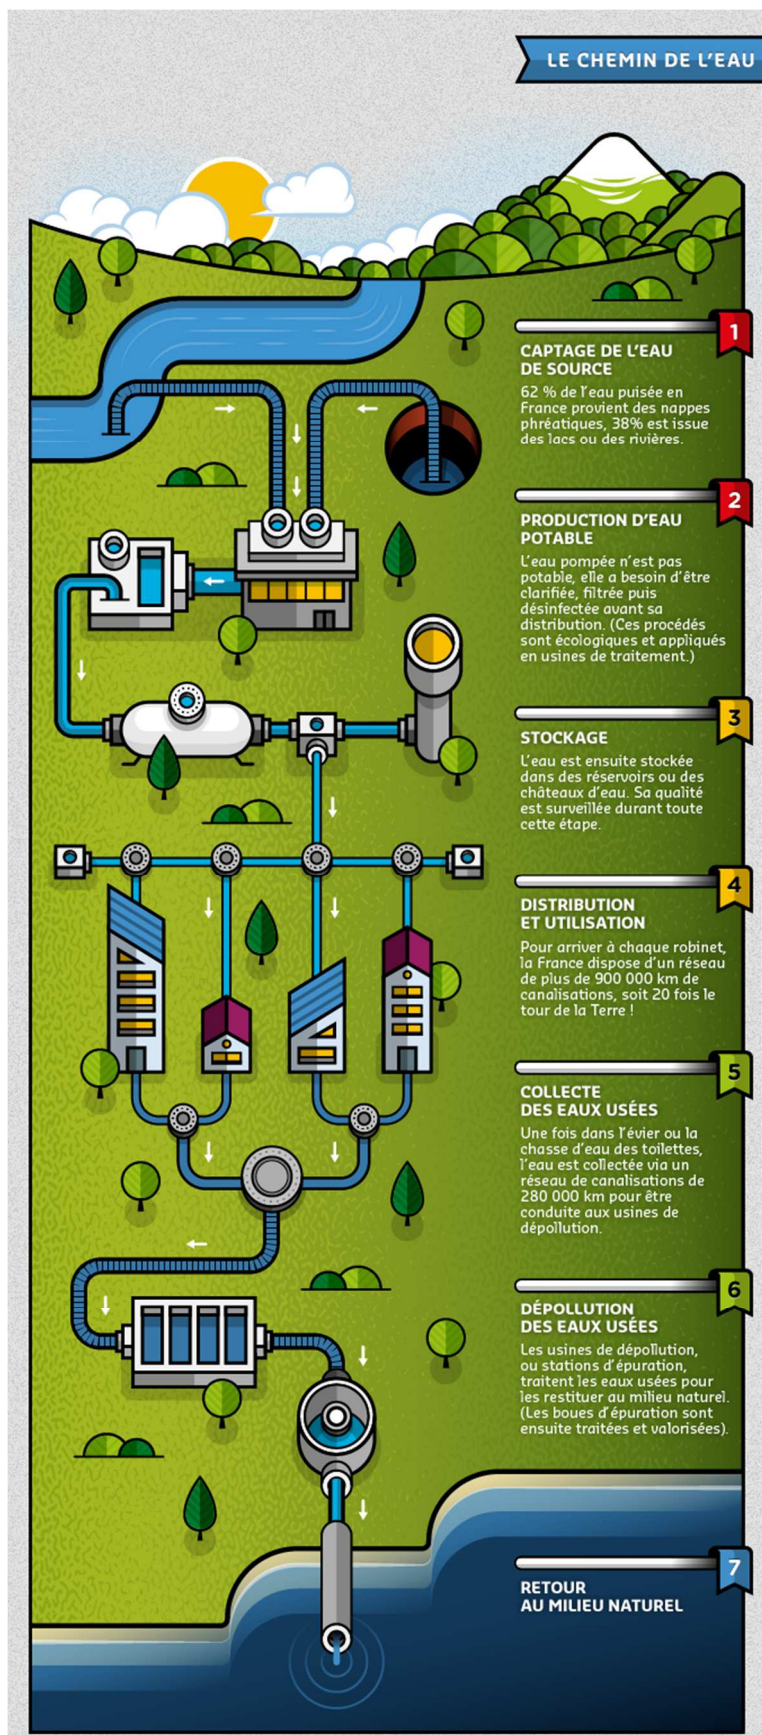 LE CHEMIN DE L'EAU
1
CAPTAGE DE L'EAU
DE SOURCE
62 % de l'eau puisée en
France provient des nappes
phréatiques, 38% est issue
des lacs ou des rivières.
2
PRODUCTION D'EAU
POTABLE
L'eau pompée n'est pas
potable, elle a besoin d'être
clarifiée, filtrée puis
désinfectée avant sa
distribution. (Ces procédés
sont écologiques et appliqués
en usines de traitement.)
3
STOCKAGE
L'eau est ensuite stockée
dans des réservoirs ou des
châteaux d'eau. Sa qualité
est surveillée durant toute
cette étape.
4
DISTRIBUTION
ET UTILISATION
Pour arriver à chaque robinet,
la France dispose d'un réseau
de plus de 900 000 km de
canalisations, soit 20 fois le
tour de la Terre !
5
COLLECTE
DES EAUX USÉES
Une fois dans l'évier ou la
chasse d'eau des toilettes,
l'eau est collectée via un
réseau de canalisations de
280 000 km pour être
conduite aux usines de
dépollution.
6
DÉPOLLUTION
DES EAUX USÉES
Les usines de dépollution,
ou stations d'épuration,
traitent les eaux usées pour
les restituer au milieu naturel.
(Les boues d'épuration sont
ensuite traitées et valorisées).
7
RETOUR
AU MILIEU NATUREL